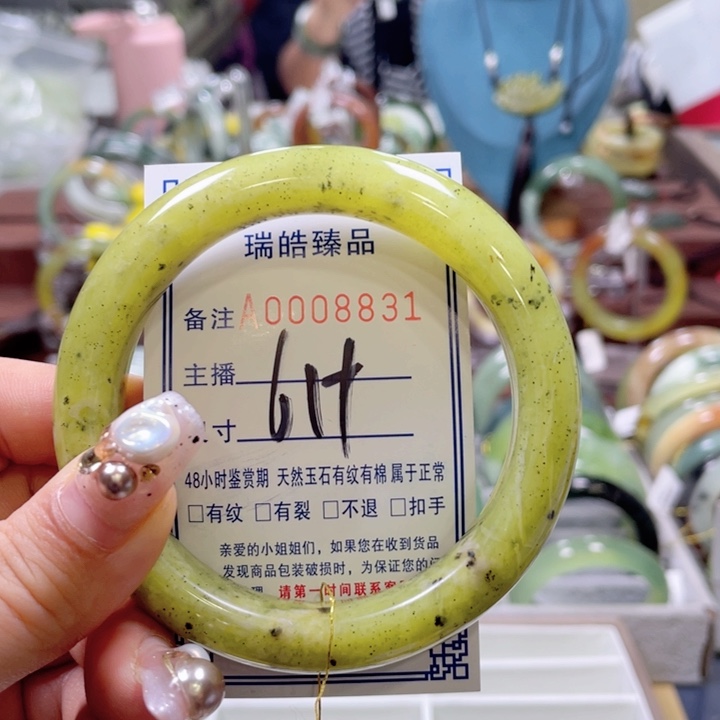 瑞皓臻品
备注A0008831
主播
寸 61+
48小时鉴赏期 天然玉石有纹有棉属于正常
□有纹 □有裂 □不退 □扣手
亲爱的小姐姐们，如果您在收到货品
发现商品包装破损时，为保证您的
请第一时间联系客